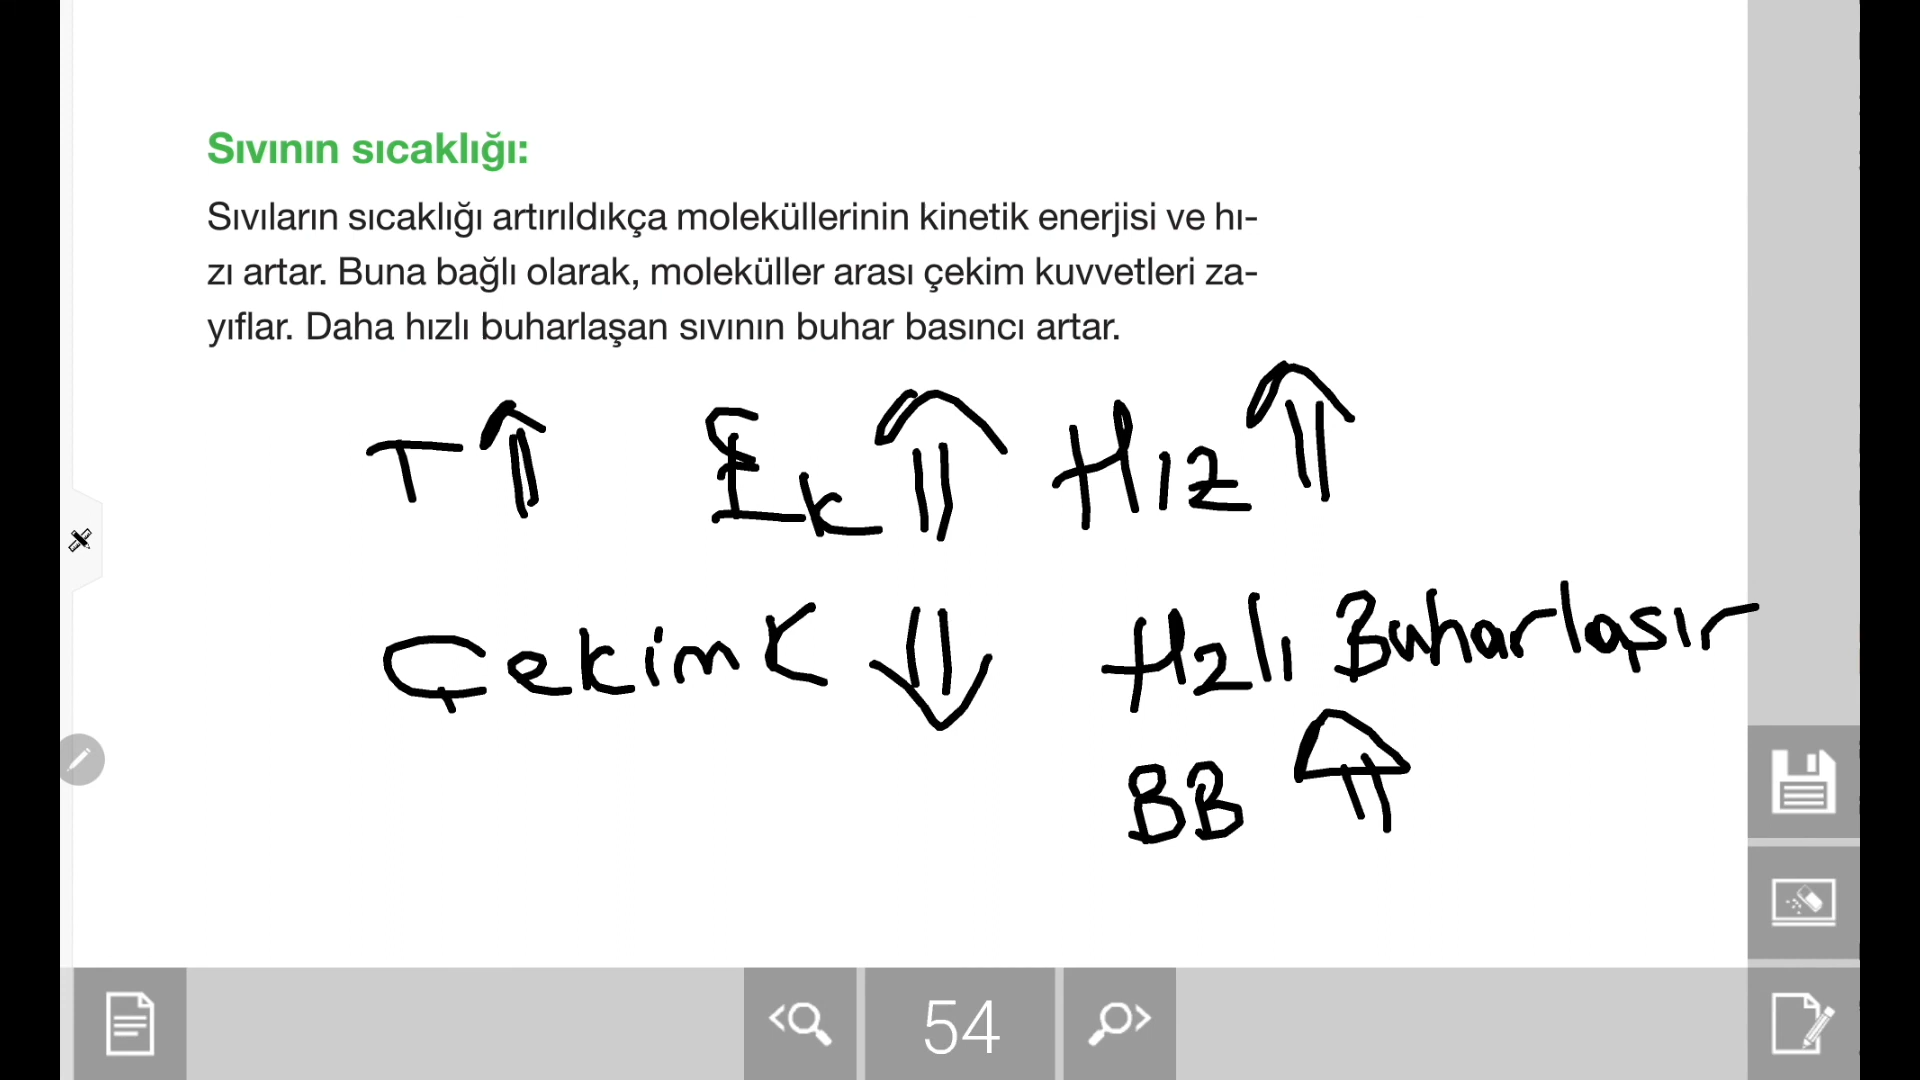 Sıvının sıcaklığı:
Sıvıların sıcaklığı artırıldıkça moleküllerinin kinetik enerjisi ve hı-
zı artar. Buna bağlı olarak, moleküller arası çekim kuvvetleri za-
yıflar. Daha hızlı buharlaşan sıvının buhar basıncı artar.
T ⇑ Ek ⇑ Hız ⇑
Çekim K ⇓ Hzlı Buharlaşır
BB ⇑
54